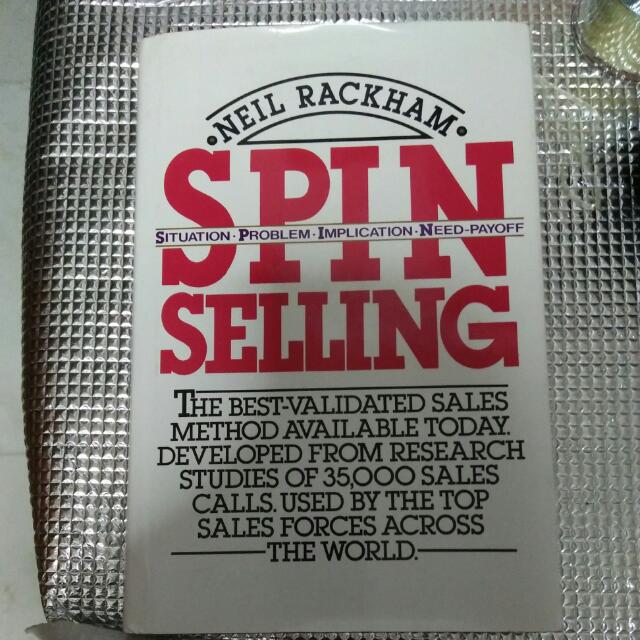 •NEIL RACKHAM•
SPIN
SITUATION·PROBLEM·IMPLICATION·NEED-PAYOFF
SELLING
THE BEST-VALIDATED SALES
METHOD AVAILABLE TODAY.
DEVELOPED FROM RESEARCH
STUDIES OF 35,000 SALES
CALLS. USED BY THE TOP
SALES FORCES ACROSS
THE WORLD.